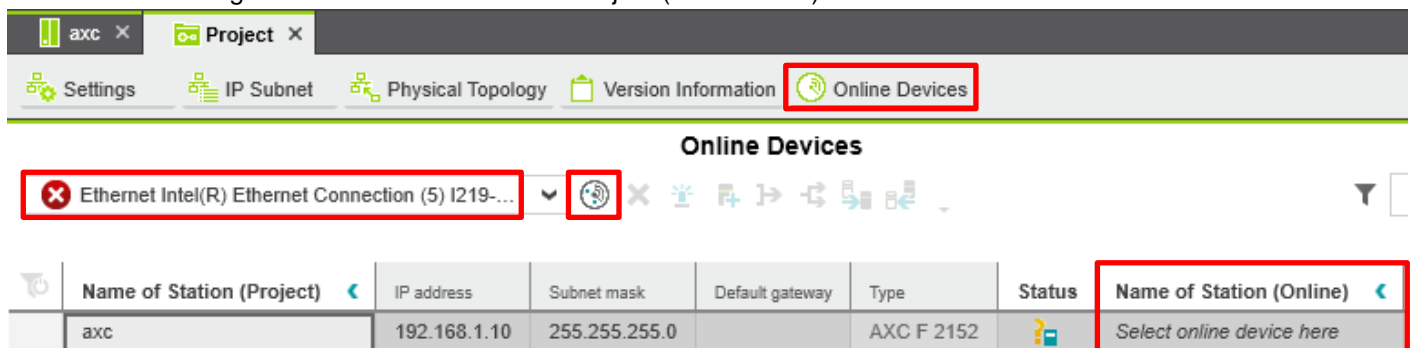 axc × Project ×
Settings IP Subnet Physical Topology Version Information Online Devices
Online Devices
Ethernet Intel(R) Ethernet Connection (5) I219-...
Name of Station (Project) IP address Subnet mask Default gateway Type Status Name of Station (Online)
axc 192.168.1.10 255.255.255.0 AXC F 2152 Select online device here